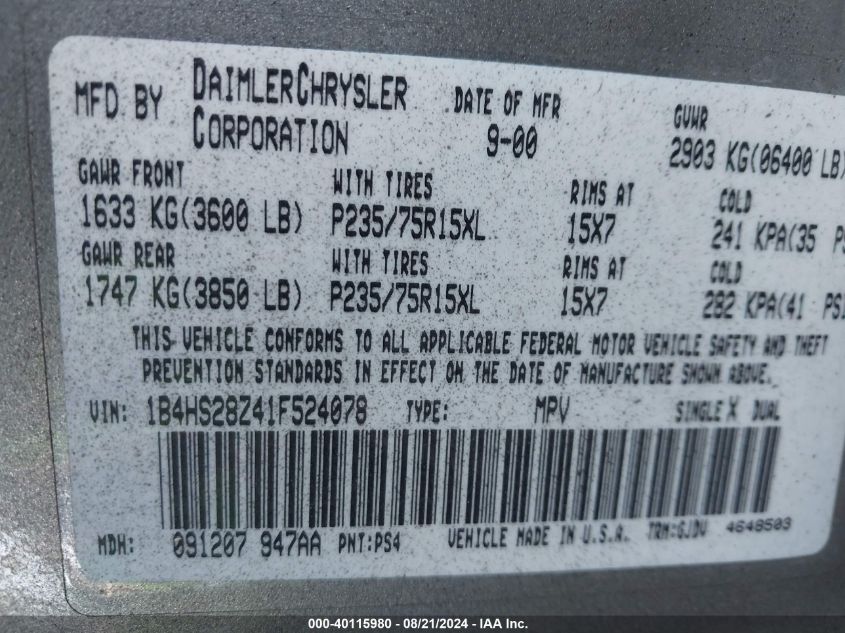 MFD BY DAIMLERCHRYSLER CORPORATION
DATE OF MFR 9-00
GVWR 2903 KG(06400 LB)
GAWR FRONT WITH TIRES RIMS AT COLD
1633 KG(3600 LB) P235/75R15XL 15X7 241 KPA(35 PS
GAWR REAR WITH TIRES RIMS AT COLD
1747 KG(3850 LB) P235/75R15XL 15X7 282 KPA(41 PSI
THIS VEHICLE CONFORMS TO ALL APPLICABLE FEDERAL MOTOR VEHICLE SAFETY AND THEFT
PREVENTION STANDARDS IN EFFECT ON THE DATE OF MANUFACTURE SHOWN ABOVE.
VIN: 1B4HS28Z41F524078 TYPE: MPV SINGLE X DUAL
MDH: 091207 947AA PNT:PS4 VEHICLE MADE IN U.S.A. TRM:GJDV 4648503
000-40115980 - 08/21/2024 - IAA Inc.